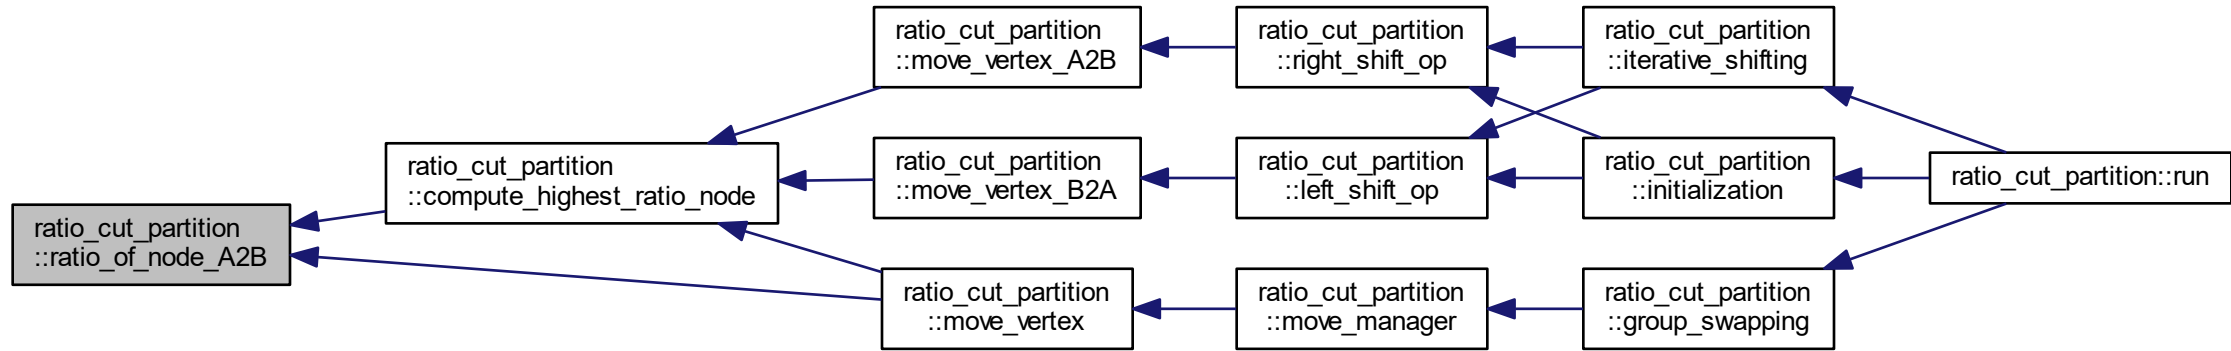 ratio_cut_partition
::ratio_of_node_A2B
ratio_cut_partition
::compute_highest_ratio_node
ratio_cut_partition
::move_vertex_A2B
ratio_cut_partition
::move_vertex_B2A
ratio_cut_partition
::move_vertex
ratio_cut_partition
::right_shift_op
ratio_cut_partition
::left_shift_op
ratio_cut_partition
::move_manager
ratio_cut_partition
::iterative_shifting
ratio_cut_partition
::initialization
ratio_cut_partition
::group_swapping
ratio_cut_partition::run